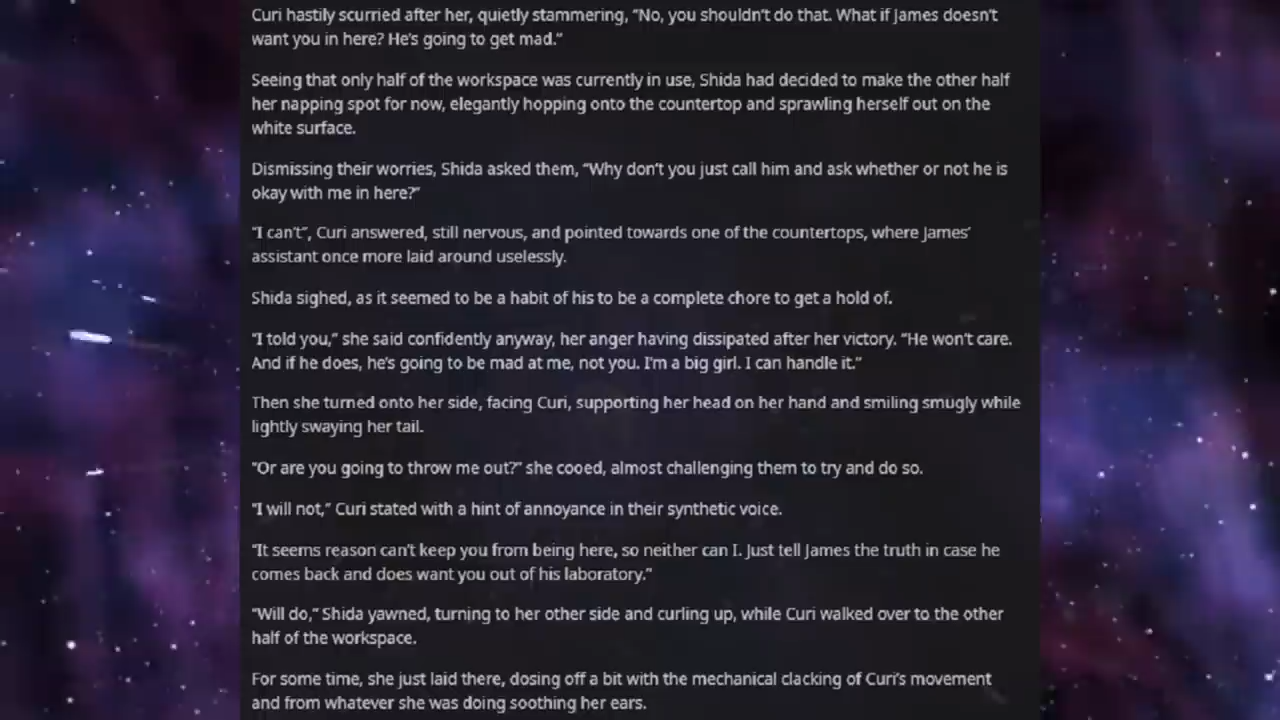 Curi hastily scurried after her, quietly stammering, “No, you shouldn’t do that. What if James doesn’t
want you in here? He’s going to get mad.”
Seeing that only half of the workspace was currently in use, Shida had decided to make the other half
her napping spot for now, elegantly hopping onto the countertop and sprawling herself out on the
white surface.
Dismissing their worries, Shida asked them, “Why don’t you just call him and ask whether or not he is
okay with me in here?”
“I can’t”, Curi answered, still nervous, and pointed towards one of the countertops, where James’
assistant once more laid around uselessly.
Shida sighed, as it seemed to be a habit of his to be a complete chore to get a hold of.
“I told you,” she said confidently anyway, her anger having dissipated after her victory. “He won’t care.
And if he does, he’s going to be mad at me, not you. I’m a big girl. I can handle it.”
Then she turned onto her side, facing Curi, supporting her head on her hand and smiling smugly while
lightly swaying her tail.
“Or are you going to throw me out?” she cooed, almost challenging them to try and do so.
“I will not,” Curi stated with a hint of annoyance in their synthetic voice.
“It seems reason can’t keep you from being here, so neither can I. Just tell James the truth in case he
comes back and does want you out of his laboratory.”
“Will do,” Shida yawned, turning to her other side and curling up, while Curi walked over to the other
half of the workspace.
For some time, she just laid there, dosing off a bit with the mechanical clacking of Curi’s movement
and from whatever she was doing soothing her ears.